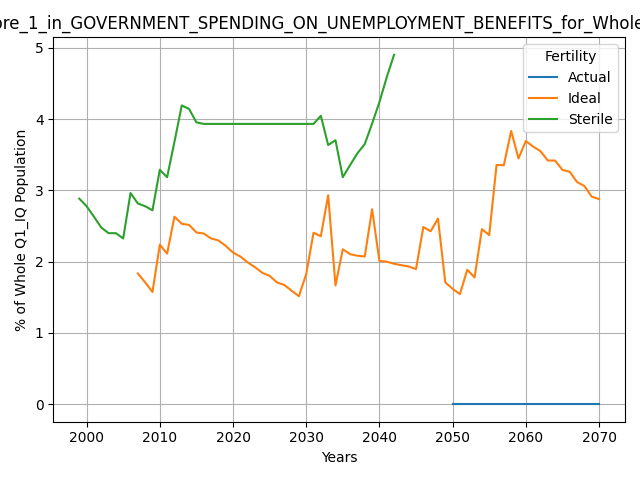 ore_1_in_GOVERNMENT_SPENDING_ON_UNEMPLOYMENT_BENEFITS_for_Whole
Fertility
Actual
Ideal
Sterile
% of Whole Q1_IQ Population
5
4
3
2
1
0
2000 2010 2020 2030 2040 2050 2060 2070
Years